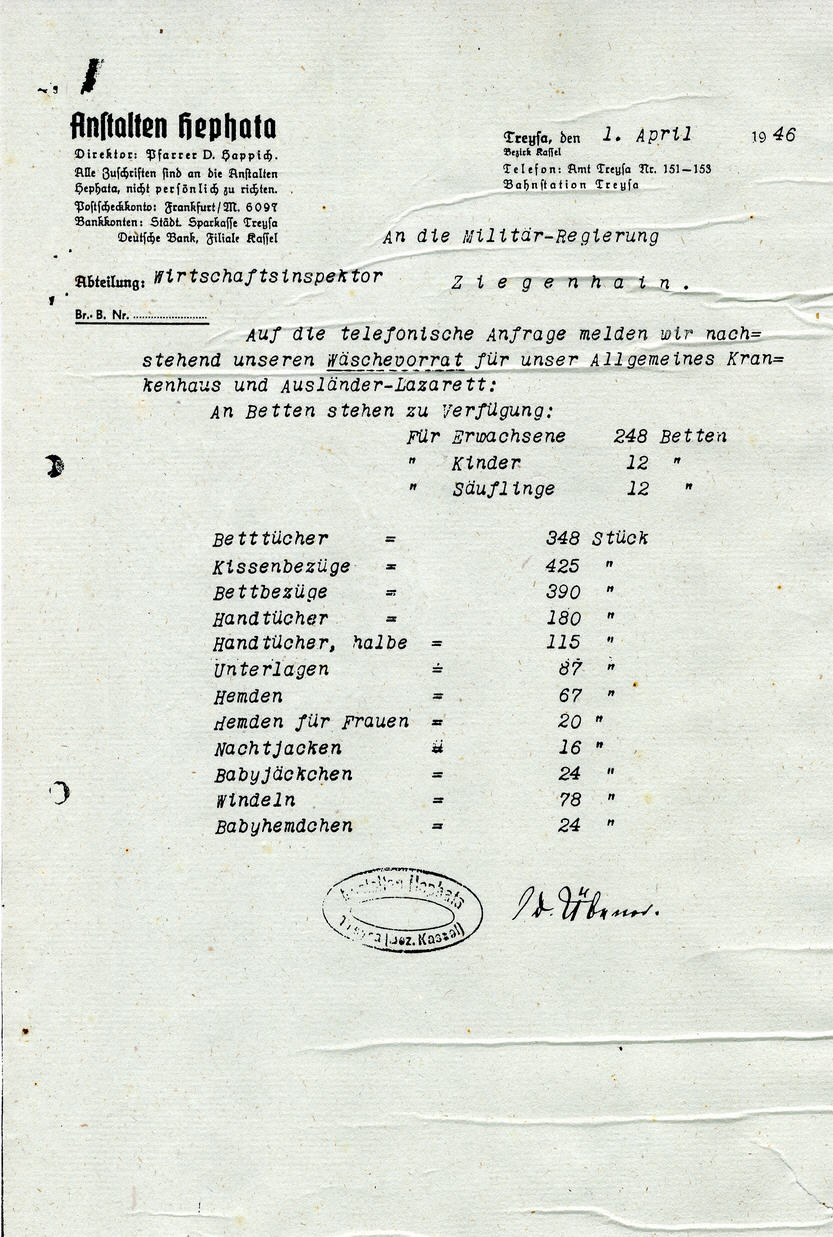 Anstalten Hephata
Direktor: Pfarrer D. Happich.
Alle Zuschriften sind an die Anstalten
Hephata, nicht persönlich zu richten.
Postscheckkonto: Frankfurt/M. 6097
Bankkonten: Städt. Sparkasse Treysa
Deutsche Bank, Filiale Kassel
Treysa, den 1. April 1946
Bezirk Kassel
Telefon: Amt Treysa Nr. 151-153
Bahnstation Treysa
An die Militär-Regierung
Abteilung: Wirtschaftsinspektor
Z i e g e n h a i n .
Br.-B. Nr. ........................
Auf die telefonische Anfrage melden wir nach=
stehend unseren Wäschevorrat für unser Allgemeines Kran=
kenhaus und Ausländer-Lazarett:
An Betten stehen zu Verfügung:
Für Erwachsene 248 Betten
" Kinder 12 "
" Säuflinge 12 "
Betttücher = 348 Stück
Kissenbezüge = 425 "
Bettbezüge = 390 "
Handtücher = 180 "
Handtücher, halbe = 115 "
Unterlagen = 87 "
Hemden = 67 "
Hemden für Frauen = 20 "
Nachtjacken = 16 "
Babyjäckchen = 24 "
Windeln = 78 "
Babyhemdchen = 24 "
Anstalten Hephata
Treysa (Bez. Kassel)